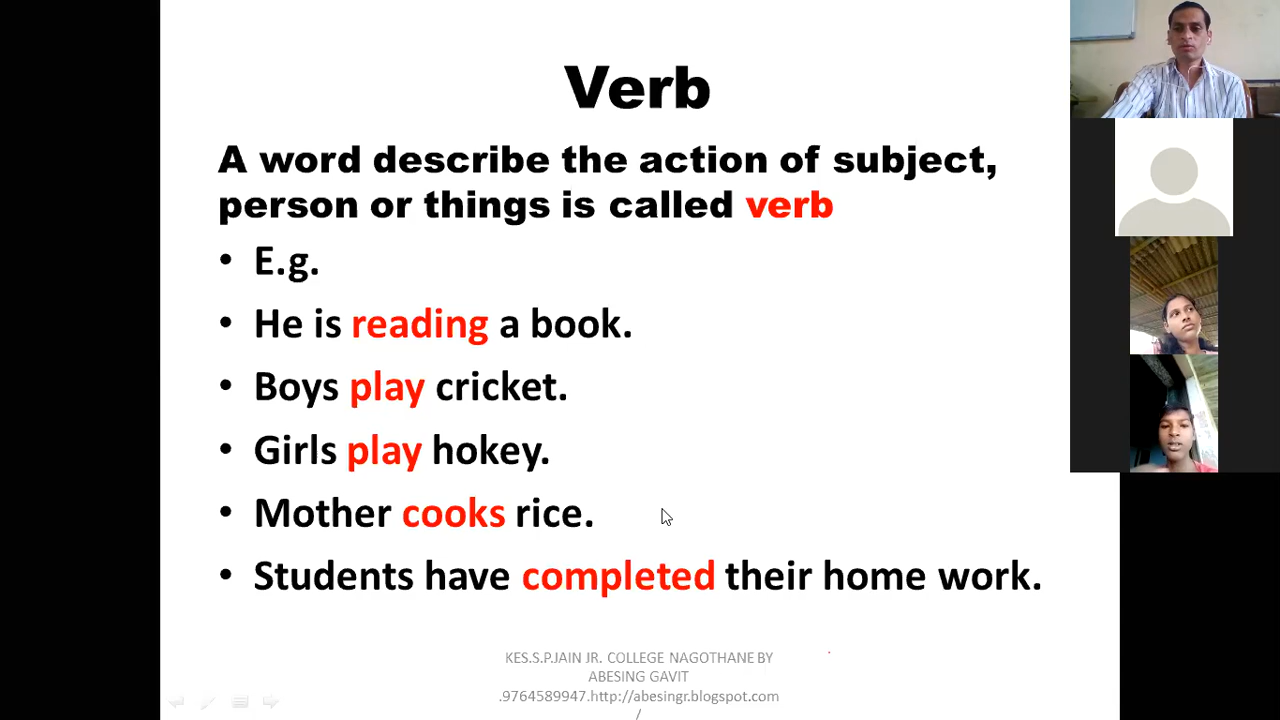 Verb
A word describe the action of subject,
person or things is called verb
• E.g.
• He is reading a book.
• Boys play cricket.
• Girls play hokey.
• Mother cooks rice.
• Students have completed their home work.
KES.S.P.JAIN JR. COLLEGE NAGOTHANE BY
ABESING GAVIT
.9764589947.http://abesingr.blogspot.com
/